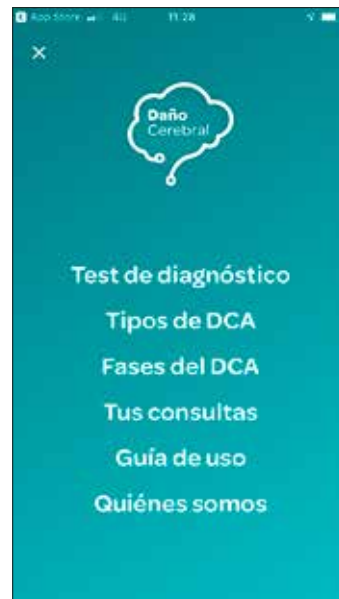 App Store 4G 11:28
Daño
Cerebral
Test de diagnóstico
Tipos de DCA
Fases del DCA
Tus consultas
Guía de uso
Quiénes somos